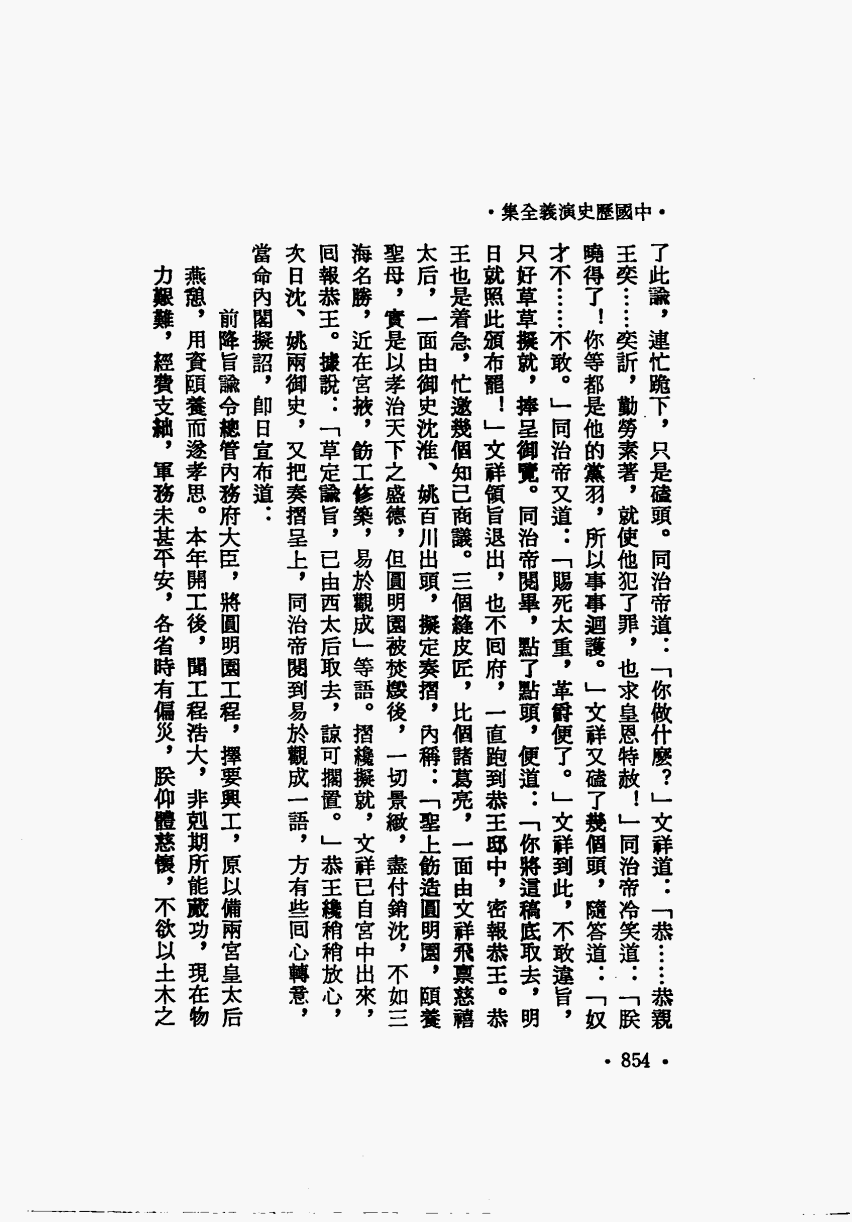 ・中國歷史演義全集・
了此諭，連忙跪下，只是磕頭。同治帝道：「你做什麼？」文祥道：「恭……恭親
王奕……奕訢，勤勞素著，就使他犯了罪，也求皇恩特赦！」同治帝冷笑道：「朕
曉得了！你等都是他的黨羽，所以事事迴護。」文祥又磕了幾個頭，隨答道：「奴
才不……不敢。」同治帝又道：「賜死太重，革爵便了。」文祥到此，不敢違旨，
只好草草擬就，捧呈御覽。同治帝閱畢，點了點頭，便道：「你將這稿底取去，明
日就照此頒布罷！」文祥領旨退出，也不回府，一直跑到恭王邸中，密報恭王。恭
王也是着急，忙邀幾個知己商議。三個縫皮匠，比個諸葛亮，一面由文祥飛稟慈禧
太后，一面由御史沈淮、姚百川出頭，擬定奏摺，內稱：「聖上飭造圓明園，頤養
聖母，實是以孝治天下之盛德，但圓明園被焚燬後，一切景緻，盡付銷沈，不如三
海名勝，近在宮掖，飭工修築，易於觀成」等語。摺纔擬就，文祥已自宮中出來，
回報恭王。據說：「草定諭旨，已由西太后取去，諒可擱置。」恭王纔稍稍放心，
次日沈、姚兩御史，又把奏摺呈上，同治帝閱到易於觀成一語，方有些回心轉意，
當命內閣擬詔，卽日宣布道：
前降旨諭令總管內務府大臣，將圓明園工程，擇要興工，原以備兩宮皇太后
燕憩，用資頤養而遂孝思。本年開工後，聞工程浩大，非剋期所能蕆功，現在物
力艱難，經費支絀，軍務未甚平安，各省時有偏災，朕仰體慈懷，不欲以土木之
・854・